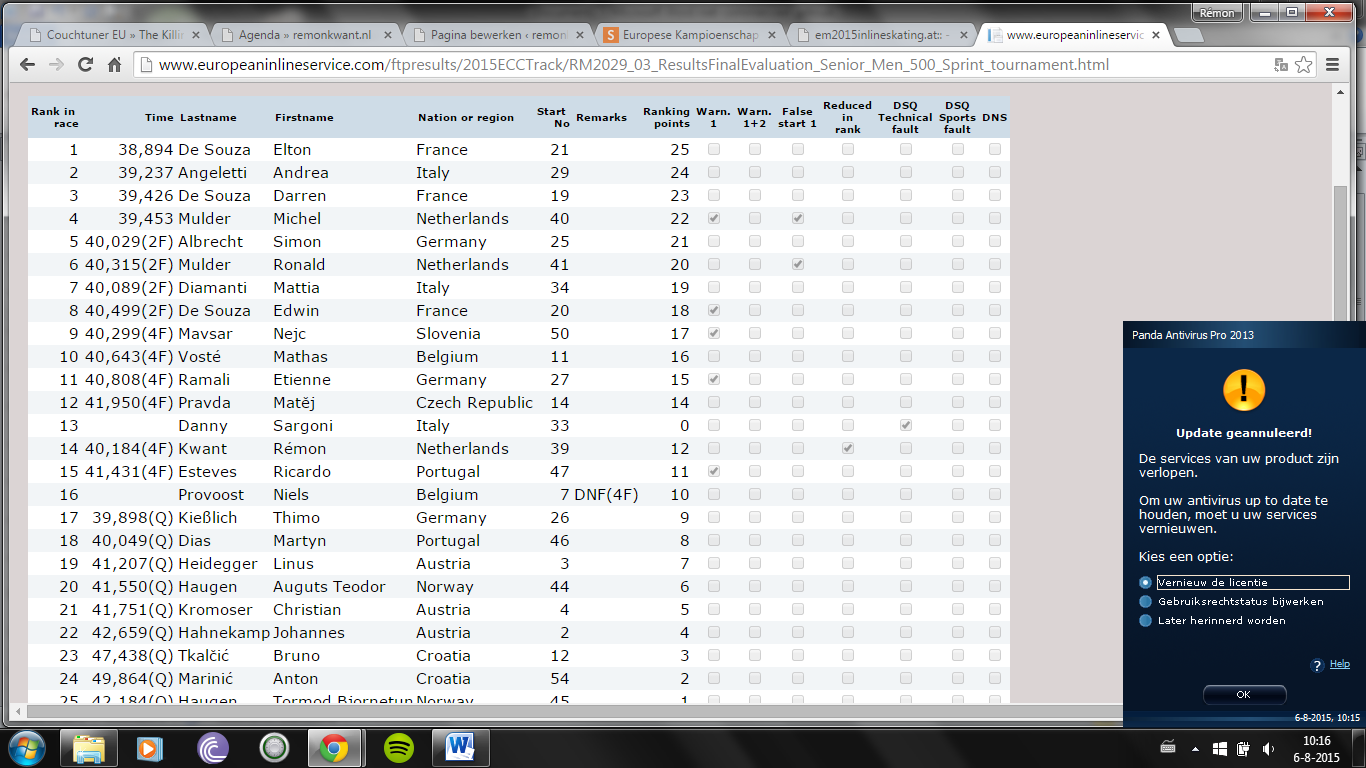 Rémon
Couchtuner EU » The Killin
Agenda » remonkwant.nl
Pagina bewerken ‹ remon
Europese Kampioenschap
em2015inlineskating.at:: -
www.europeaninlineservic
www.europeaninlineservice.com/ftpresults/2015ECCTrack/RM2029_03_ResultsFinalEvaluation_Senior_Men_500_Sprint_tournament.html
Rank in race Time Lastname Firstname Nation or region Start No Remarks Ranking points Warn. 1 Warn. 1+2 False start 1 Reduced in rank DSQ Technical fault DSQ Sports fault DNS
1 38,894 De Souza Elton France 21 25
2 39,237 Angeletti Andrea Italy 29 24
3 39,426 De Souza Darren France 19 23
4 39,453 Mulder Michel Netherlands 40 22
5 40,029(2F) Albrecht Simon Germany 25 21
6 40,315(2F) Mulder Ronald Netherlands 41 20
7 40,089(2F) Diamanti Mattia Italy 34 19
8 40,499(2F) De Souza Edwin France 20 18
9 40,299(4F) Mavsar Nejc Slovenia 50 17
10 40,643(4F) Vosté Mathas Belgium 11 16
11 40,808(4F) Ramali Etienne Germany 27 15
12 41,950(4F) Pravda Matěj Czech Republic 14 14
13 Danny Sargoni Italy 33 0
14 40,184(4F) Kwant Rémon Netherlands 39 12
15 41,431(4F) Esteves Ricardo Portugal 47 11
16 Provoost Niels Belgium 7 DNF(4F) 10
17 39,898(Q) Kießlich Thimo Germany 26 9
18 40,049(Q) Dias Martyn Portugal 46 8
19 41,207(Q) Heidegger Linus Austria 3 7
20 41,550(Q) Haugen Auguts Teodor Norway 44 6
21 41,751(Q) Kromoser Christian Austria 4 5
22 42,659(Q) Hahnekamp Johannes Austria 2 4
23 47,438(Q) Tkalčić Bruno Croatia 12 3
24 49,864(Q) Marinić Anton Croatia 54 2
25 42,184(Q) Haugen Tormod Bjornetun Norway 45 1
Panda Antivirus Pro 2013
Update geannuleerd!
De services van uw product zijn
verlopen.
Om uw antivirus up to date te
houden, moet u uw services
vernieuwen.
Kies een optie:
Vernieuw de licentie
Gebruiksrechtstatus bijwerken
Later herinnerd worden
Help
OK
6-8-2015, 10:15
10:16
6-8-2015